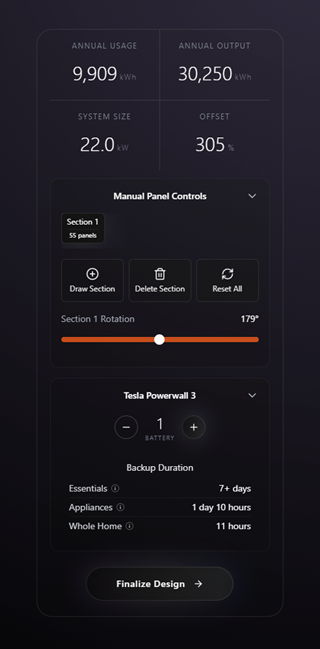 ANNUAL USAGE
ANNUAL OUTPUT
9,909 kWh
30,250 kWh
SYSTEM SIZE
OFFSET
22.0 kW
305 %
Manual Panel Controls
Section 1
55 panels
Draw Section
Delete Section
Reset All
Section 1 Rotation
179°
Tesla Powerwall 3
1
BATTERY
Backup Duration
Essentials
7+ days
Appliances
1 day 10 hours
Whole Home
11 hours
Finalize Design